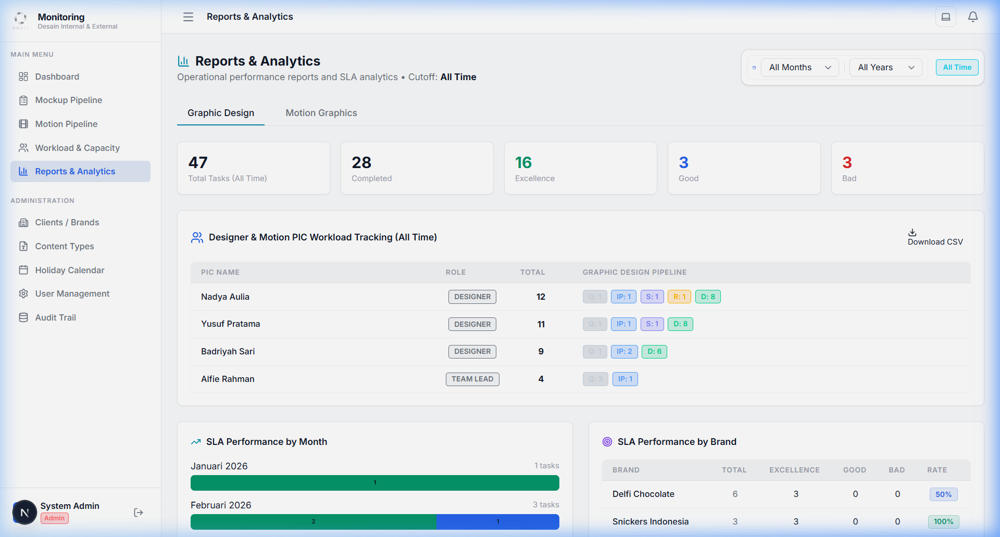 Monitoring
Desain Internal & External
ORBIT
MAIN MENU
Dashboard
Mockup Pipeline
Motion Pipeline
Workload & Capacity
Reports & Analytics
ADMINISTRATION
Clients / Brands
Content Types
Holiday Calendar
User Management
Audit Trail
N
System Admin
Admin
Reports & Analytics
Reports & Analytics
Operational performance reports and SLA analytics • Cutoff: All Time
All Months
All Years
All Time
Graphic Design
Motion Graphics
47
Total Tasks (All Time)
28
Completed
16
Excellence
3
Good
3
Bad
Designer & Motion PIC Workload Tracking (All Time)
Download CSV
PIC NAME ROLE TOTAL GRAPHIC DESIGN PIPELINE
Nadya Aulia DESIGNER 12 Q: 1 IP: 1 S: 1 R: 1 D: 8
Yusuf Pratama DESIGNER 11 Q: 1 IP: 1 S: 1 D: 8
Badriyah Sari DESIGNER 9 Q: 1 IP: 2 D: 6
Alfie Rahman TEAM LEAD 4 Q: 3 IP: 1
SLA Performance by Month
Januari 2026 1 tasks
1
Februari 2026 3 tasks
2 1
SLA Performance by Brand
BRAND TOTAL EXCELLENCE GOOD BAD RATE
Delfi Chocolate 6 3 0 0 50%
Snickers Indonesia 3 3 0 0 100%